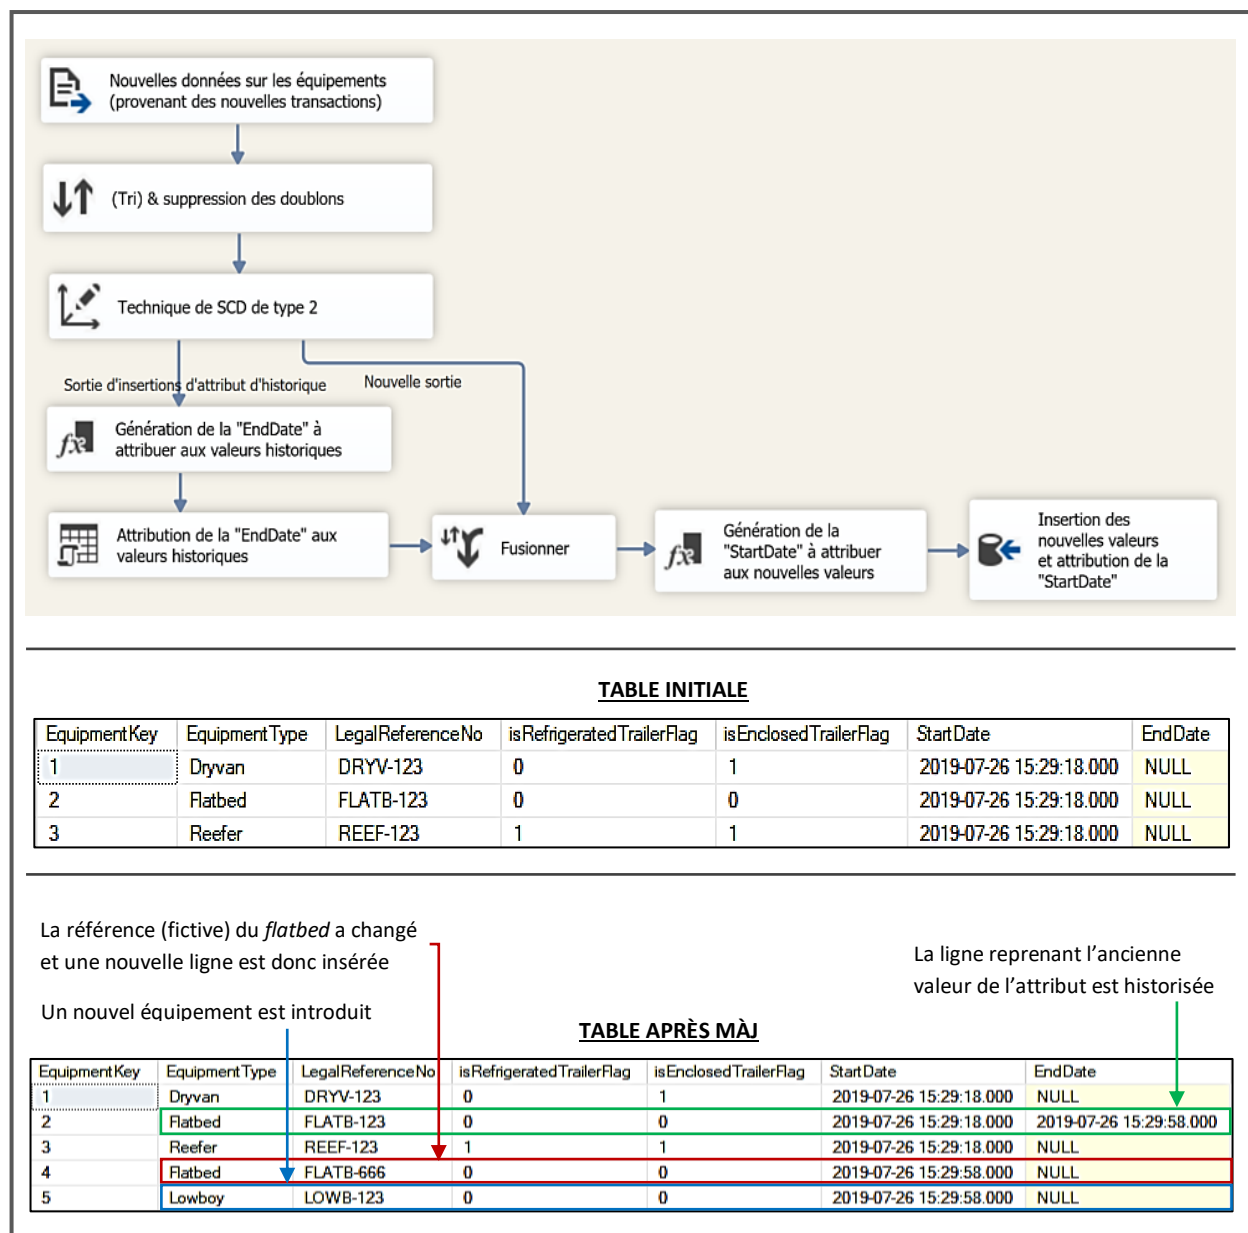 Nouvelles données sur les équipements
(provenant des nouvelles transactions)
(Tri) & suppression des doublons
Technique de SCD de type 2
Sortie d'insertions d'attribut d'historique
Nouvelle sortie
Génération de la "EndDate" à
attribuer aux valeurs historiques
Attribution de la "EndDate" aux
valeurs historiques
Fusionner
Génération de la
"StartDate" à attribuer
aux nouvelles valeurs
Insertion des
nouvelles valeurs
et attribution de la
"StartDate"
TABLE INITIALE
EquipmentKey EquipmentType LegalReferenceNo isRefrigeratedTrailerFlag isEnclosedTrailerFlag StartDate EndDate
1 Dryvan DRYV-123 0 1 2019-07-26 15:29:18.000 NULL
2 Flatbed FLATB-123 0 0 2019-07-26 15:29:18.000 NULL
3 Reefer REEF-123 1 1 2019-07-26 15:29:18.000 NULL
La référence (fictive) du flatbed a changé
et une nouvelle ligne est donc insérée
Un nouvel équipement est introduit
La ligne reprenant l’ancienne
valeur de l’attribut est historisée
TABLE APRÈS MÀJ
EquipmentKey EquipmentType LegalReferenceNo isRefrigeratedTrailerFlag isEnclosedTrailerFlag StartDate EndDate
1 Dryvan DRYV-123 0 1 2019-07-26 15:29:18.000 NULL
2 Flatbed FLATB-123 0 0 2019-07-26 15:29:18.000 2019-07-26 15:29:58.000
3 Reefer REEF-123 1 1 2019-07-26 15:29:18.000 NULL
4 Flatbed FLATB-666 0 0 2019-07-26 15:29:58.000 NULL
5 Lowboy LOWB-123 0 0 2019-07-26 15:29:58.000 NULL